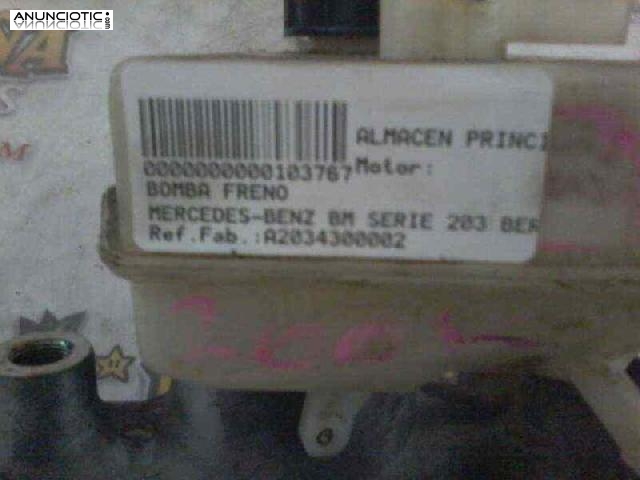 ANUNCIOTIC.com
ALMACEN PRINCI
0000000000103767 Motor:
BOMBA FRENO
MERCEDES-BENZ BM SERIE 203 BER
Ref.Fab.:A2034300002